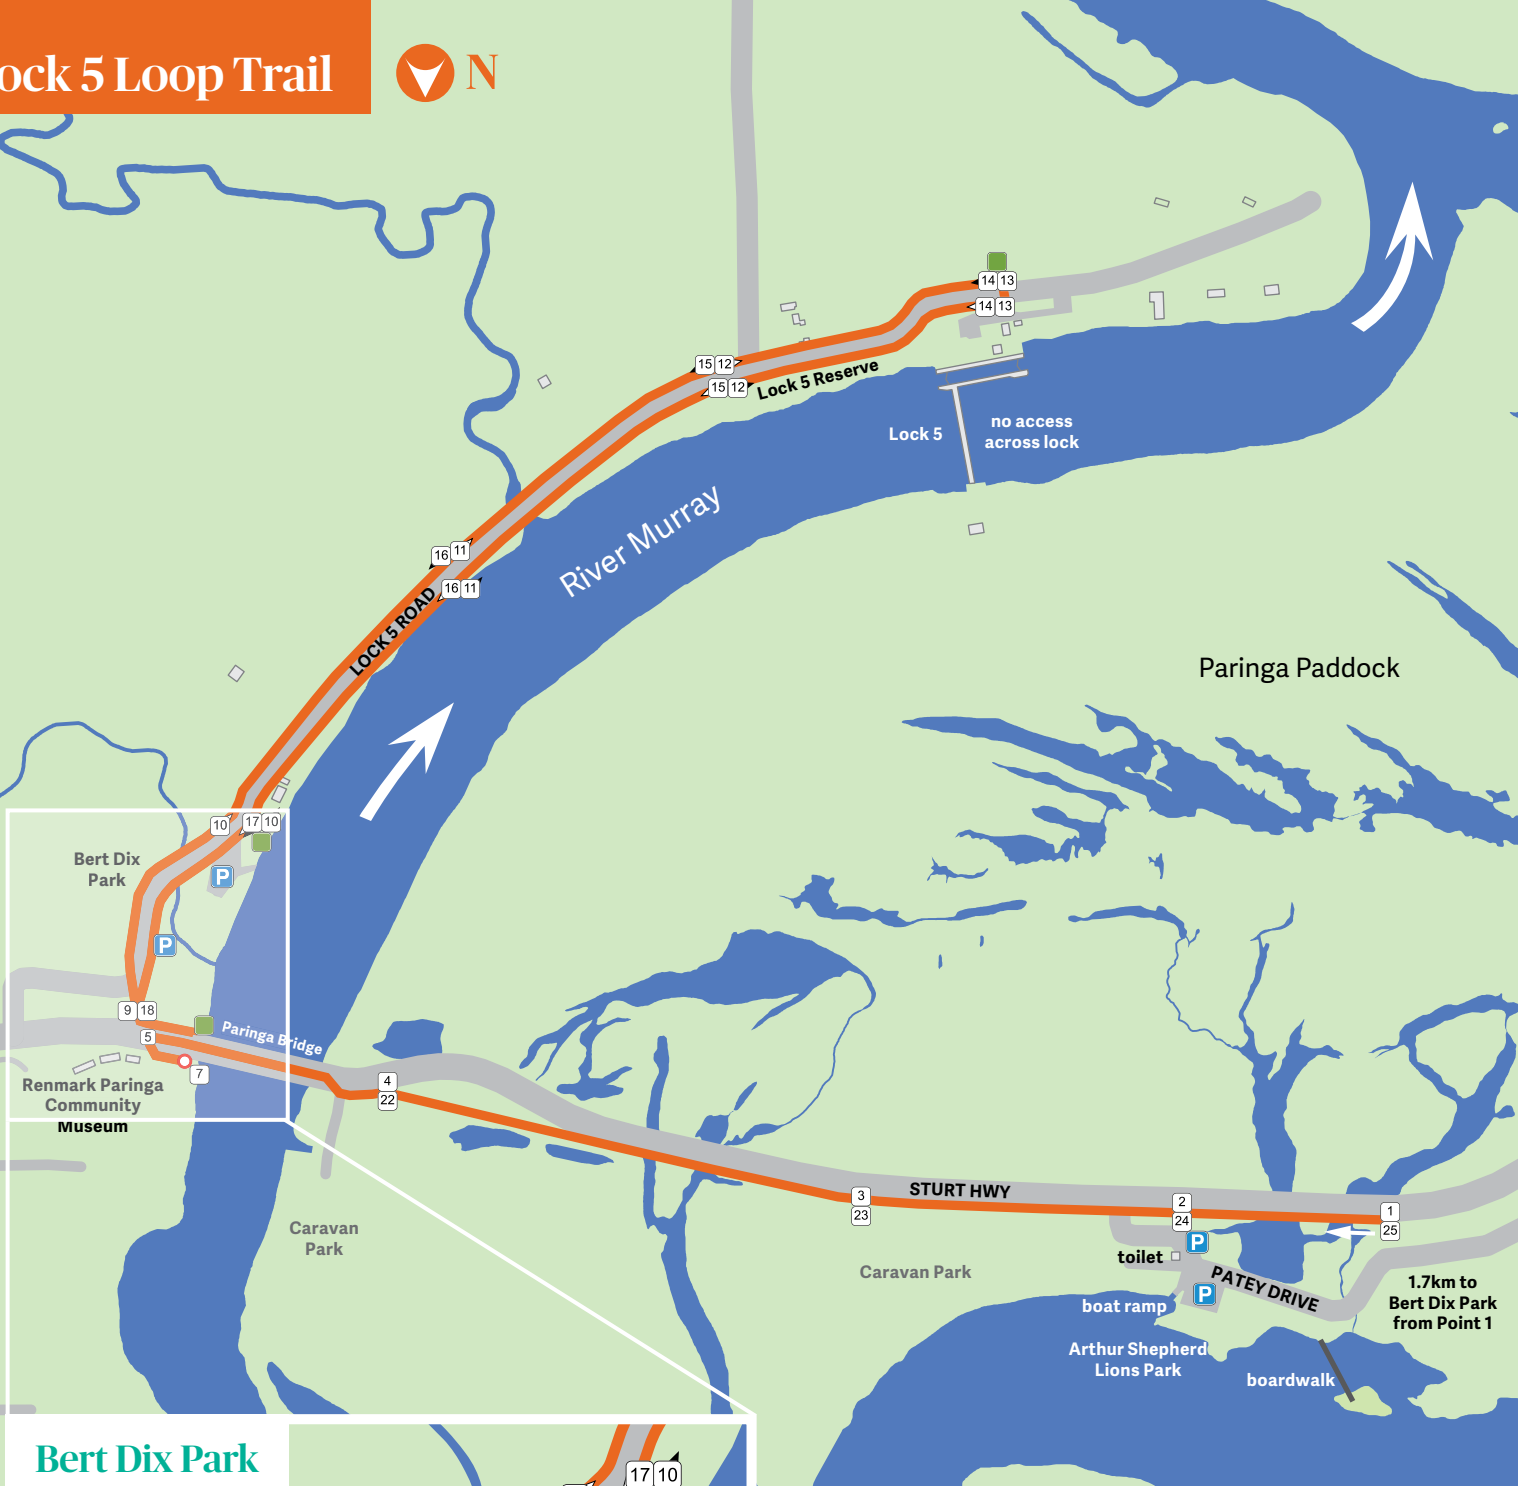 ock 5 Loop Trail
N
14 13
14 13
15 12
15 12
Lock 5 Reserve
Lock 5
no access
across lock
River Murray
16 11
16 11
LOCK 5 ROAD
Paringa Paddock
10
17 10
Bert Dix
Park
P
P
9 18
5
Paringa Bridge
7
Renmark Paringa
Community
Museum
4
22
3
23
STURT HWY
2
24
1
25
P
toilet
P
PATEY DRIVE
Caravan
Park
Caravan Park
boat ramp
1.7km to
Bert Dix Park
from Point 1
Arthur Shepherd
Lions Park
boardwalk
Bert Dix Park
17 10